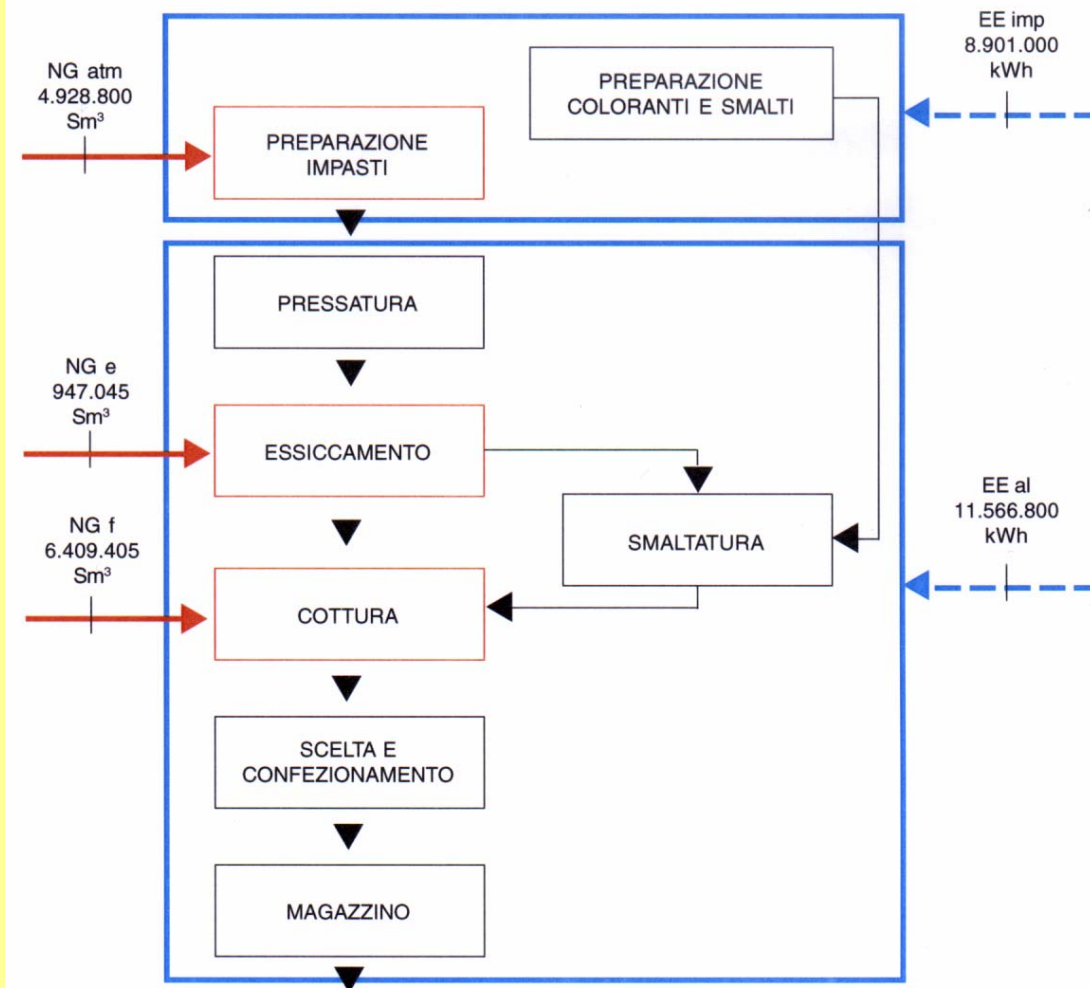 EE imp
8.901.000
kWh
NG atm
4.928.800
Sm³
PREPARAZIONE
COLORANTI E SMALTI
PREPARAZIONE
IMPASTI
PRESSATURA
NG e
947.045
Sm³
ESSICCAMENTO
EE al
11.566.800
kWh
SMALTATURA
NG f
6.409.405
Sm³
COTTURA
SCELTA E
CONFEZIONAMENTO
MAGAZZINO